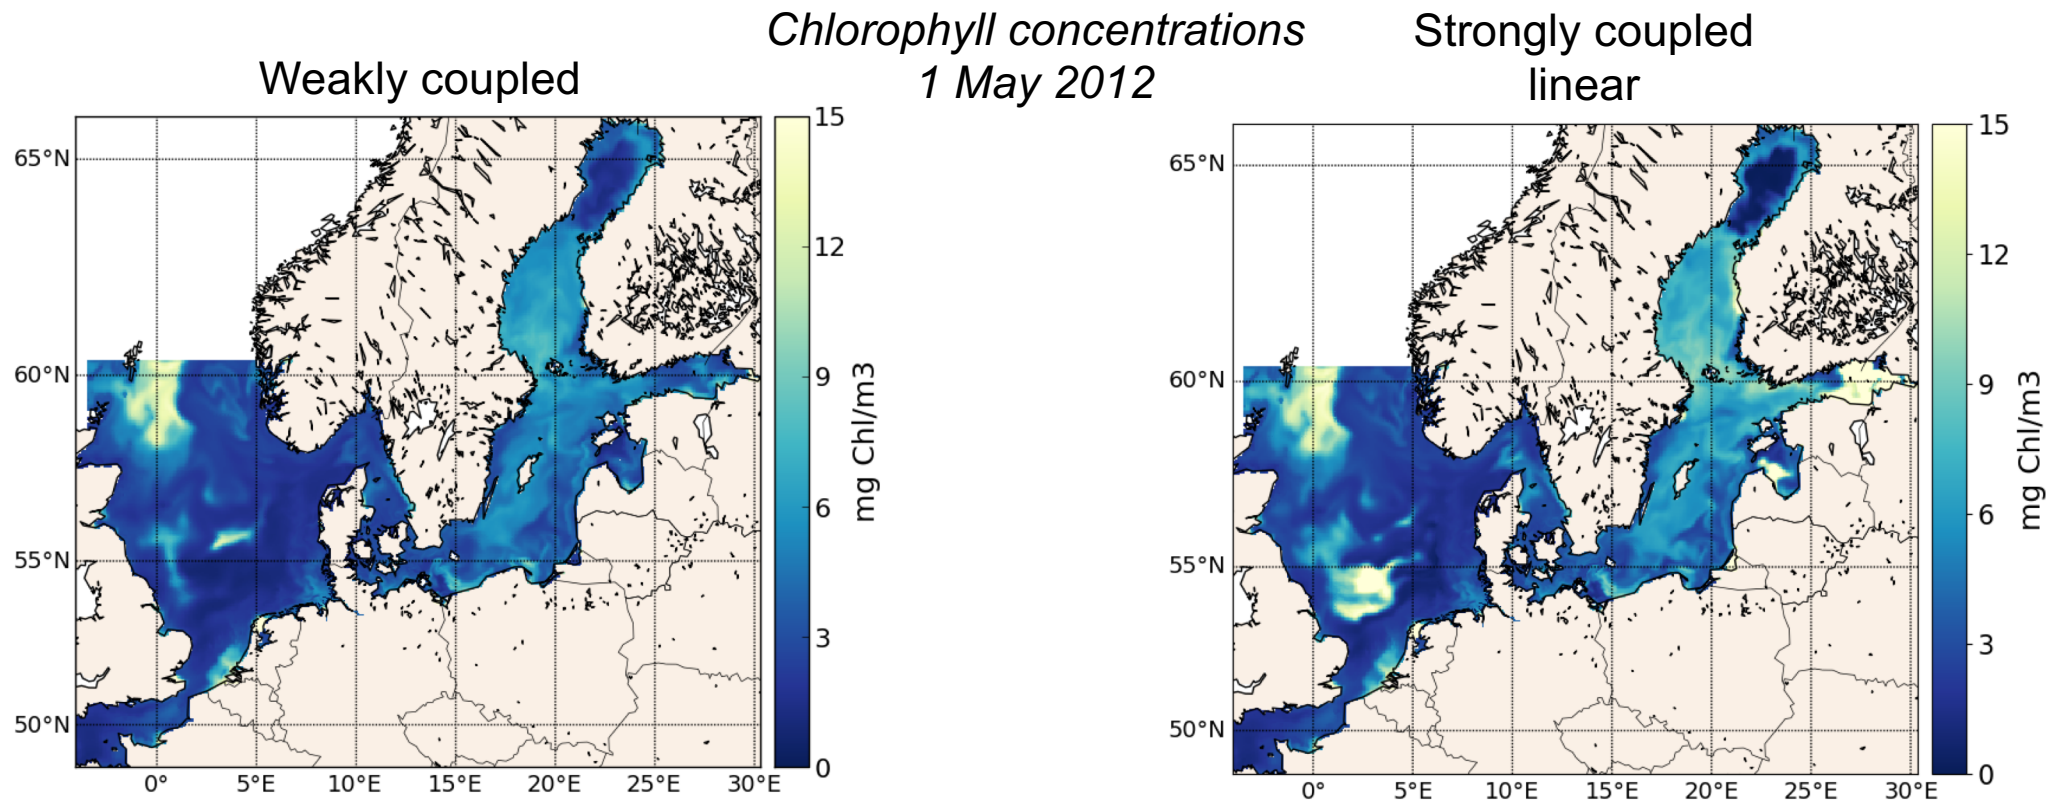 Chlorophyll concentrations
1 May 2012
Weakly coupled
65°N
60°N
55°N
50°N
0°
5°E
10°E
15°E
20°E
25°E
30°E
15
12
9
6
3
0
mg Chl/m3
Strongly coupled
linear
65°N
60°N
55°N
50°N
0°
5°E
10°E
15°E
20°E
25°E
30°E
15
12
9
6
3
0
mg Chl/m3